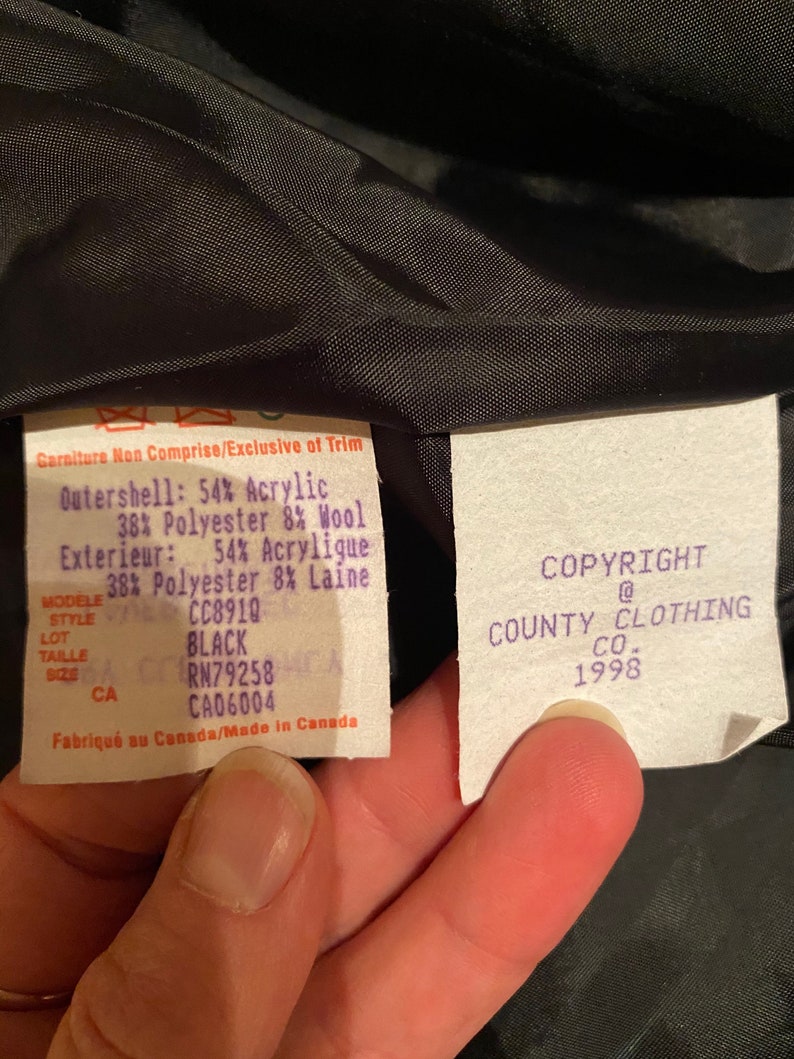 Garniture Non Comprise/Exclusive of Trim
Outershell: 54% Acrylic
38% Polyester 8% Wool
Exterieur: 54% Acrylique
38% Polyester 8% Laine
MODÈLE
STYLE CC891Q
LOT BLACK
TAILLE
SIZE RN79258
CA CA06004
Fabriqué au Canada/Made in Canada
COPYRIGHT
@
COUNTY CLOTHING
CO.
1998